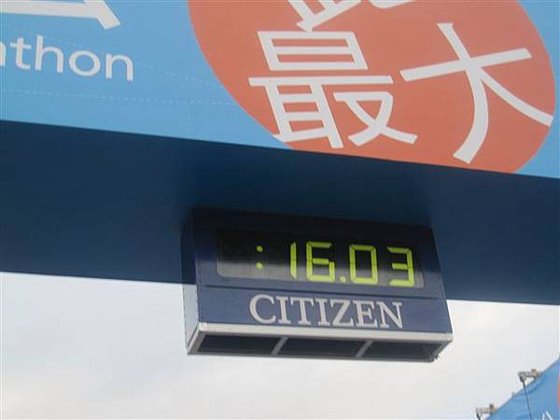 athon
最大
:16.03
CITIZEN